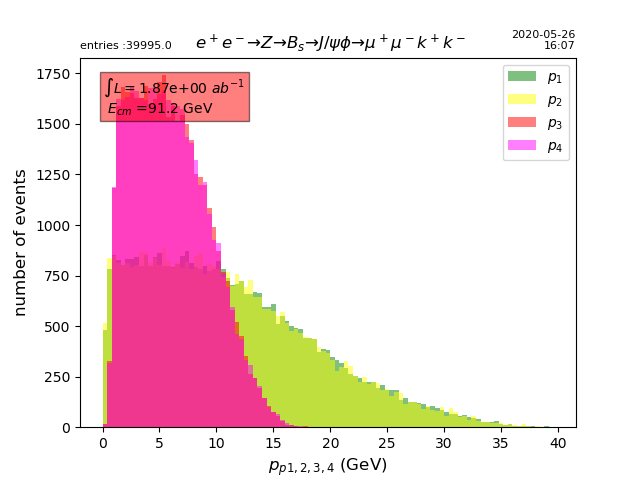 entries :39995.0
e⁺e⁻→Z→Bₛ→J/ψϕ→μ⁺μ⁻k⁺k⁻
2020-05-26
16:07
∫L = 1.87e+00 ab⁻¹
E_cm =91.2 GeV
p₁
p₂
p₃
p₄
number of events
1750
1500
1250
1000
750
500
250
0
0 5 10 15 20 25 30 35 40
p_p1,2,3,4 (GeV)